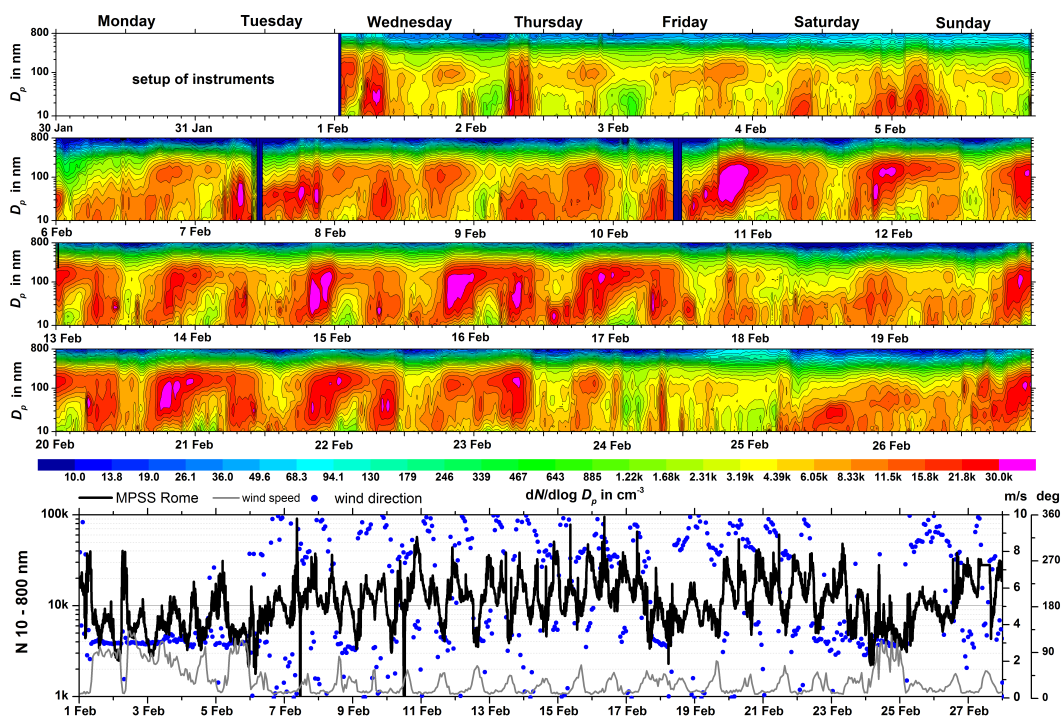 Monday Tuesday Wednesday Thursday Friday Saturday Sunday
800
100
10
Dp in nm
setup of instruments
30 Jan 31 Jan 1 Feb 2 Feb 3 Feb 4 Feb 5 Feb
800
100
10
Dp in nm
6 Feb 7 Feb 8 Feb 9 Feb 10 Feb 11 Feb 12 Feb
800
100
10
Dp in nm
13 Feb 14 Feb 15 Feb 16 Feb 17 Feb 18 Feb 19 Feb
800
100
10
Dp in nm
20 Feb 21 Feb 22 Feb 23 Feb 24 Feb 25 Feb 26 Feb
10.0 13.8 19.0 26.1 36.0 49.6 68.3 94.1 130 179 246 339 467 643 885 1.22k 1.68k 2.31k 3.19k 4.39k 6.05k 8.33k 11.5k 15.8k 21.8k 30.0k
MPSS Rome wind speed wind direction dN/dlog Dp in cm-3 m/s deg
100k
10k
1k
N 10 - 800 nm
10
8
6
4
2
0
360
270
180
90
0
1 Feb 3 Feb 5 Feb 7 Feb 9 Feb 11 Feb 13 Feb 15 Feb 17 Feb 19 Feb 21 Feb 23 Feb 25 Feb 27 Feb